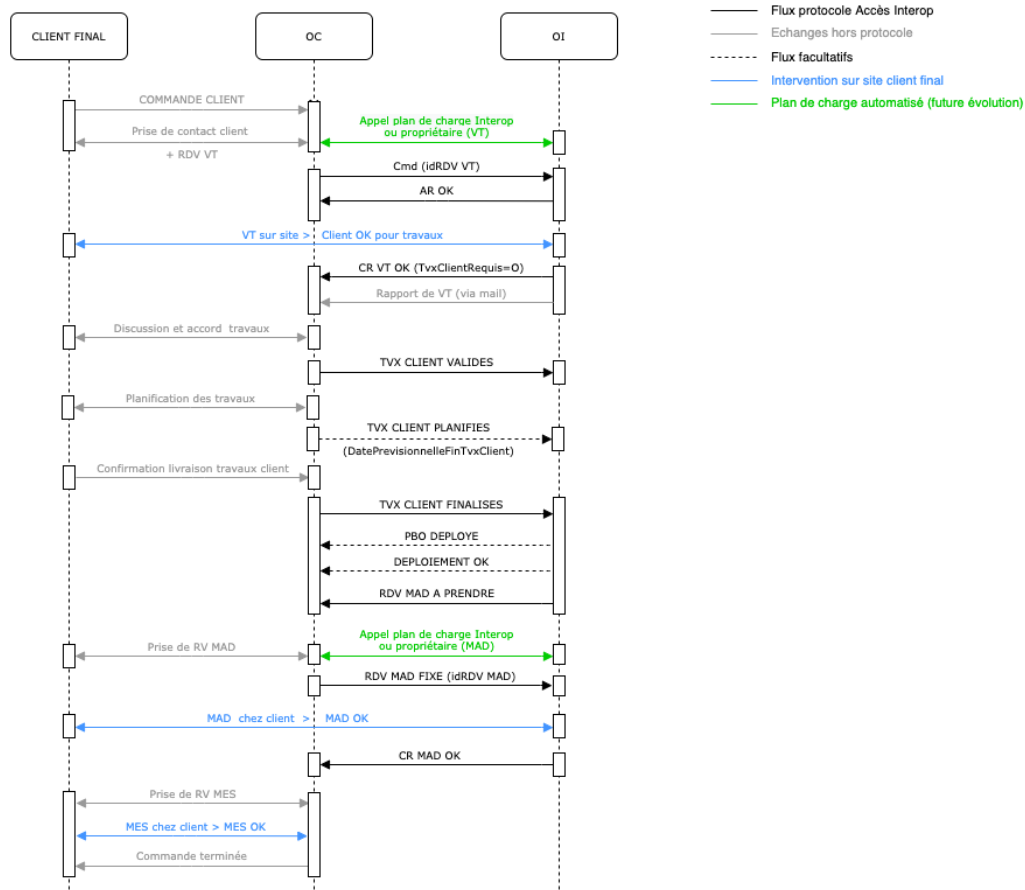 CLIENT FINAL
OC
OI
Flux protocole Accès Interop
Echanges hors protocole
Flux facultatifs
Intervention sur site client final
Plan de charge automatisé (future évolution)
COMMANDE CLIENT
Appel plan de charge Interop
ou propriétaire (VT)
Prise de contact client
+ RDV VT
Cmd (idRDV VT)
AR OK
VT sur site > Client OK pour travaux
CR VT OK (TvxClientRequis=O)
Rapport de VT (via mail)
Discussion et accord travaux
TVX CLIENT VALIDES
Planification des travaux
TVX CLIENT PLANIFIES
(DatePrevisionnelleFinTvxClient)
Confirmation livraison travaux client
TVX CLIENT FINALISES
PBO DEPLOYE
DEPLOIEMENT OK
RDV MAD A PRENDRE
Appel plan de charge Interop
ou propriétaire (MAD)
Prise de RV MAD
RDV MAD FIXE (idRDV MAD)
MAD chez client > MAD OK
CR MAD OK
Prise de RV MES
MES chez client > MES OK
Commande terminée